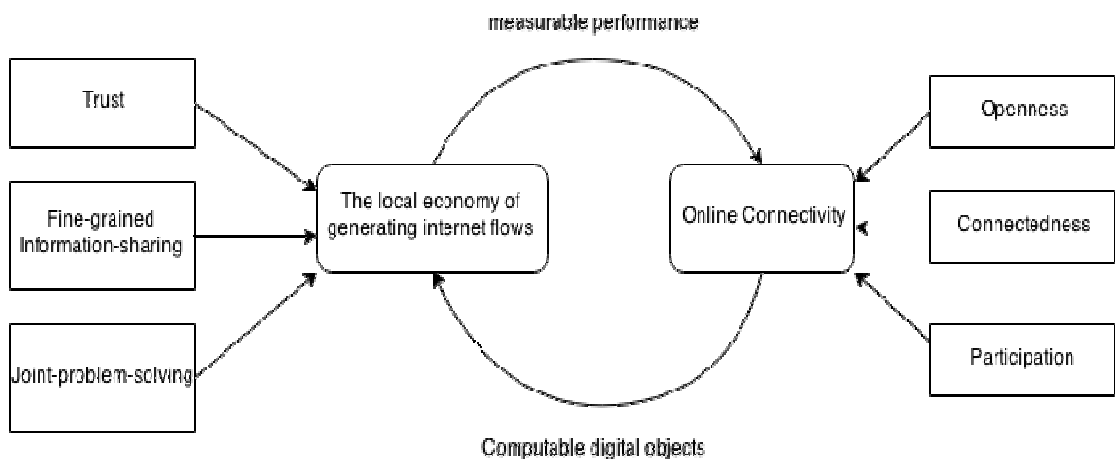 measurable performance
Trust
Fine-grained
Information-sharing
Joint-problem-solving
The local economy of
generating internet flows
Online Connectivity
Openness
Connectedness
Participation
Computable digital objects